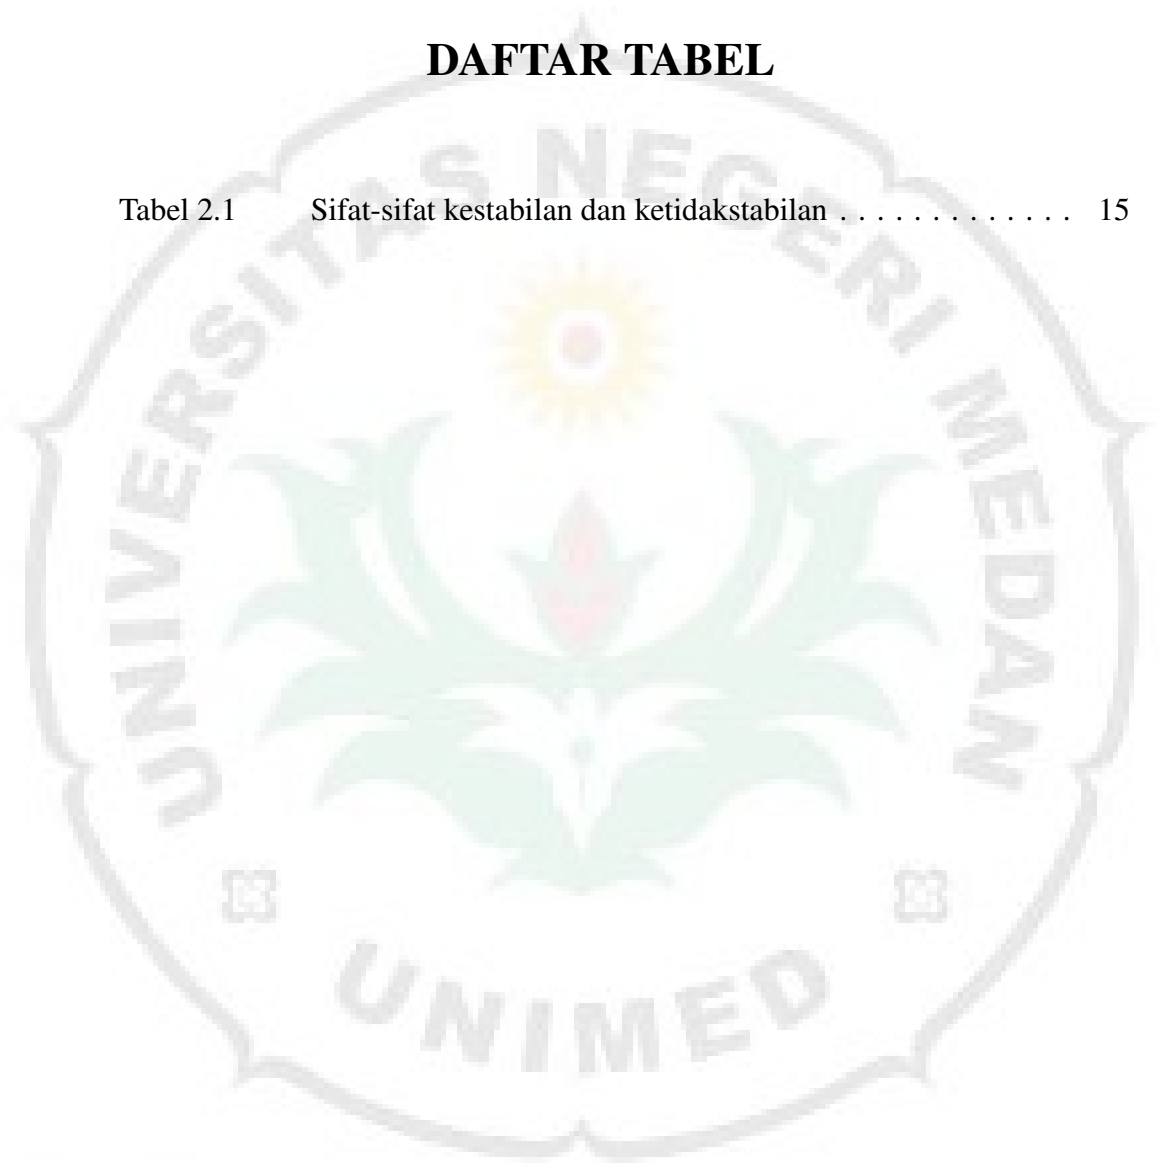 DAFTAR TABEL
Tabel 2.1 Sifat-sifat kestabilan dan ketidakstabilan . . . . . . . . . . . . . 15
UNIVERSITAS NEGERI MEDAN
UNIMED